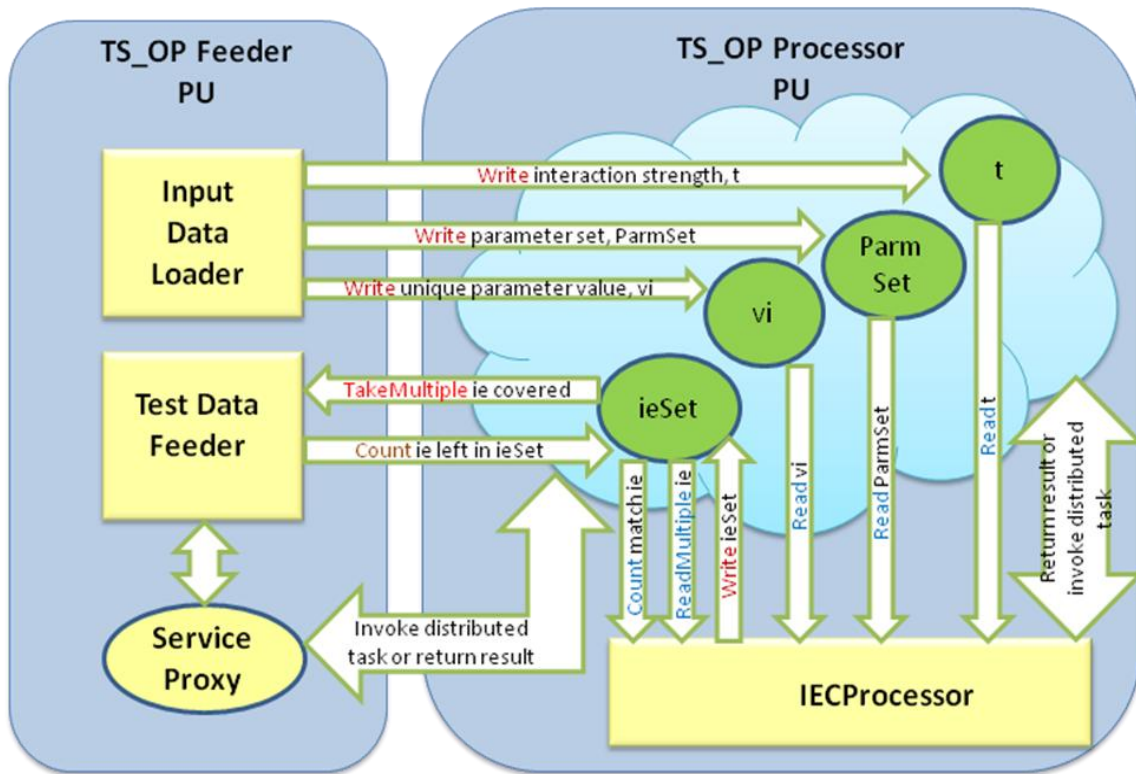 TS_OP Feeder
PU
TS_OP Processor
PU
Input
Data
Loader
Write interaction strength, t
t
Write parameter set, ParmSet
Parm
Set
Write unique parameter value, vi
vi
TakeMultiple ie covered
ieSet
Test Data
Feeder
Count ie left in ieSet
Count match ie
ReadMultiple ie
Write ieSet
Read vi
Read ParmSet
Read t
Return result or
invoke distributed
task
Service
Proxy
Invoke distributed
task or return result
IECProcessor